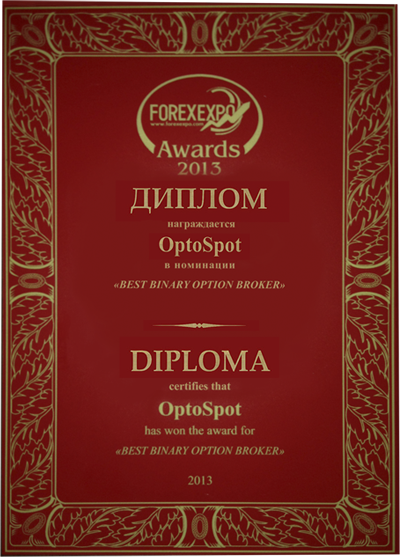 FOREXEXPO
www.forexexpo.com
Awards
2013
ДИПЛОМ
награждается
OptoSpot
в номинации
«BEST BINARY OPTION BROKER»
DIPLOMA
certifies that
OptoSpot
has won the award for
«BEST BINARY OPTION BROKER»
2013